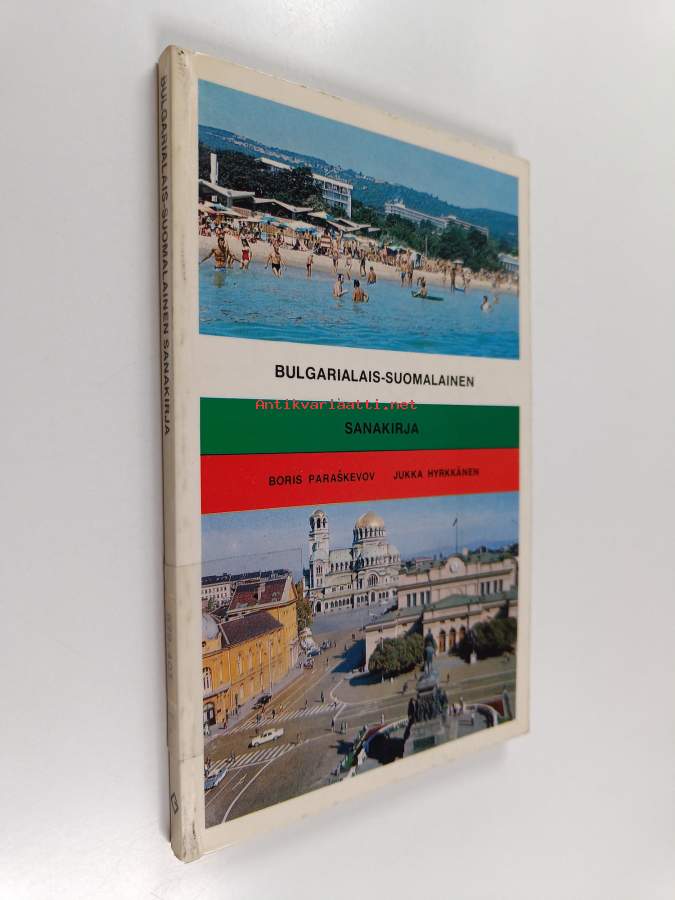 BULGARIALAIS-SUOMALAINEN SANAKIRJA
BULGARIALAIS-SUOMALAINEN
Antikvariaatti.net
SANAKIRJA
BORIS PARAŠKEVOV JUKKA HYRKKÄNEN